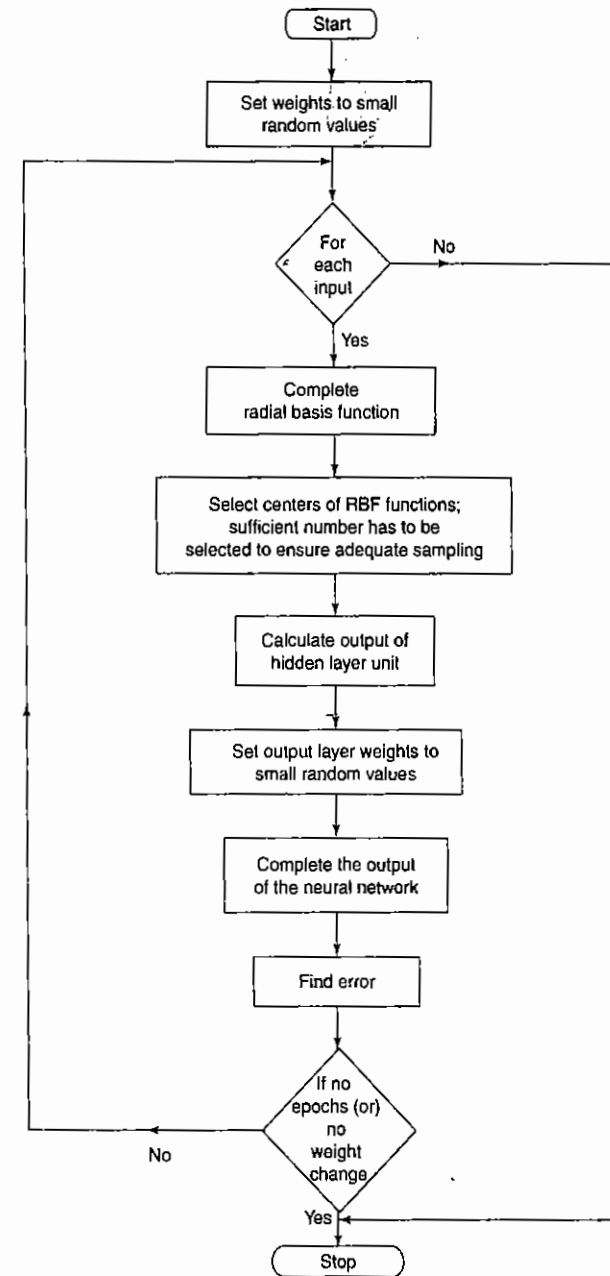 Start
Set weights to small
random values
For
each
input
No
Yes
Complete
radial basis function
Select centers of RBF functions;
sufficient number has to be
selected to ensure adequate sampling
Calculate output of
hidden layer unit
Set output layer weights to
small random values
Complete the output
of the neural network
Find error
If no
epochs (or)
no
weight
change
No
Yes
Stop